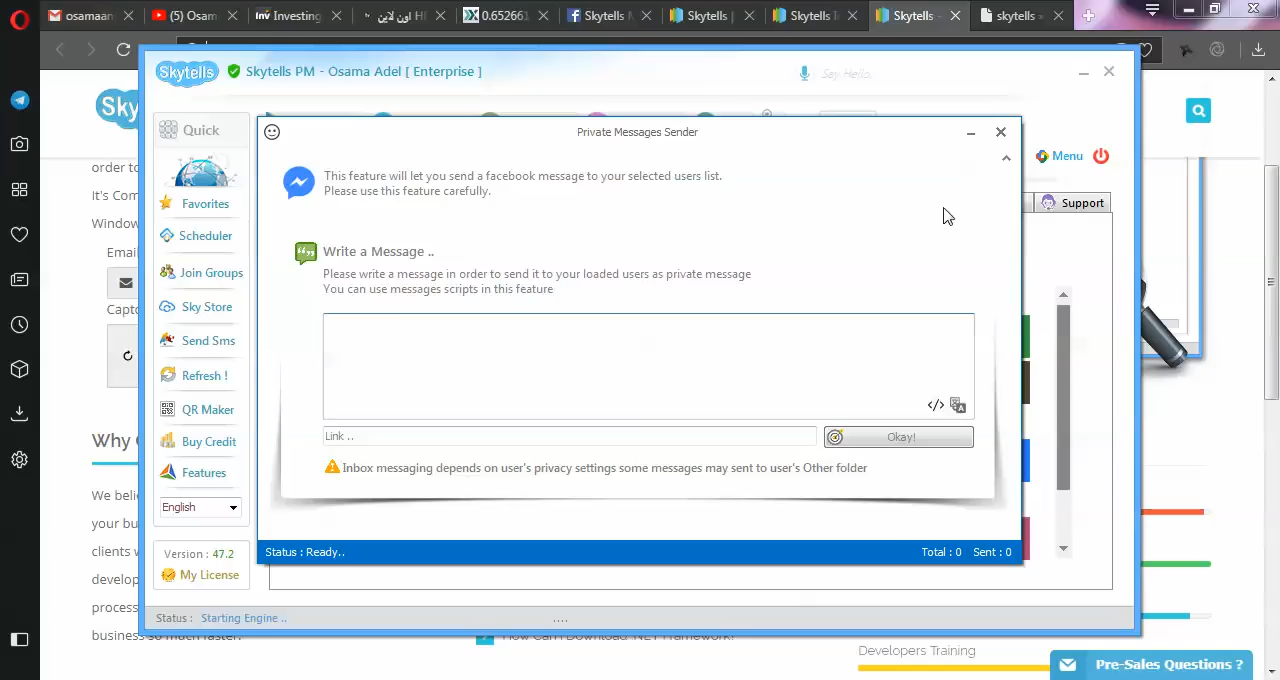 osamaan
(5) Osam
inv Investing
اون لاين HI
0.652661
Skytells M
Skytells |
Skytells In
Skytells -
skytells »
Skytells
Skytells PM - Osama Adel [ Enterprise ]
Say Hello.
Sky
Quick
Private Messages Sender
Menu
order to
It's Com
Window
Email
Captc
This feature will let you send a facebook message to your selected users list.
Please use this feature carefully.
Favorites
Support
Scheduler
Write a Message ..
Join Groups
Please write a message in order to send it to your loaded users as private message
You can use messages scripts in this feature
Sky Store
Send Sms
Refresh !
QR Maker
</>
Link ..
Okay!
Buy Credit
Why C
Inbox messaging depends on user's privacy settings some messages may sent to user's Other folder
Features
We belie
your bu
English
clients w
Status : Ready..
Total : 0 Sent : 0
Version : 47.2
My License
develop
process
Status : Starting Engine ..
....
business so much faster.
How Can I Download .NET Framework?
Developers Training
Pre-Sales Questions ?